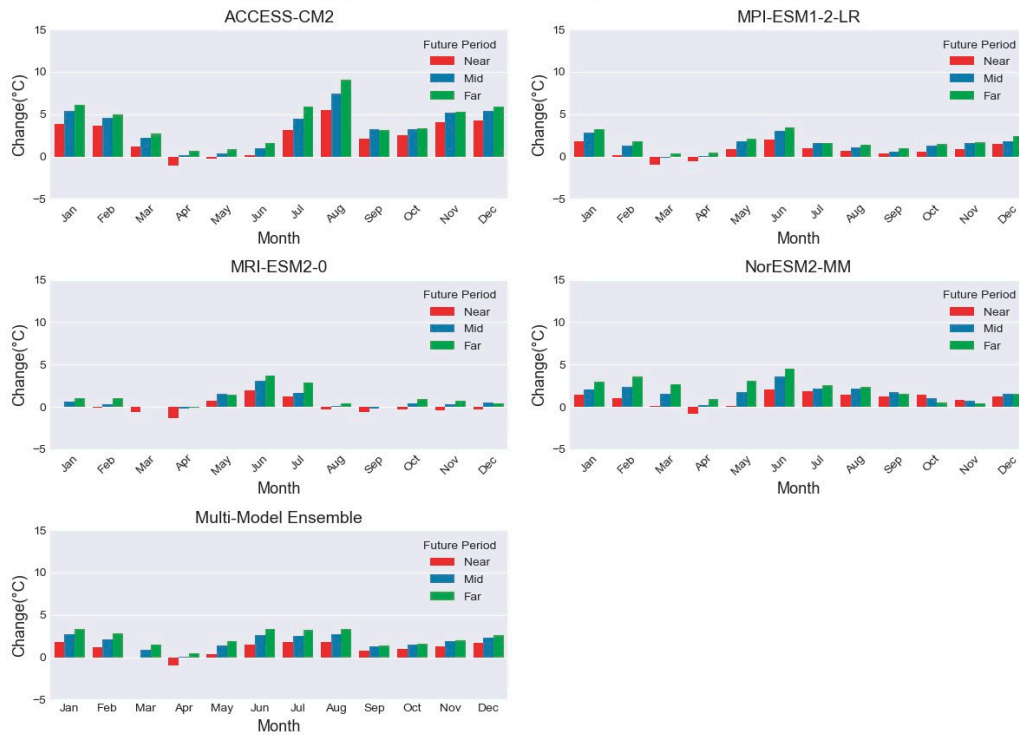 ACCESS-CM2
15
10
5
0
−5
Change(°C)
Future Period
Near
Mid
Far
Jan Feb Mar Apr May Jun Jul Aug Sep Oct Nov Dec
Month
MPI-ESM1-2-LR
15
10
5
0
−5
Change(°C)
Future Period
Near
Mid
Far
Jan Feb Mar Apr May Jun Jul Aug Sep Oct Nov Dec
Month
MRI-ESM2-0
15
10
5
0
−5
Change(°C)
Future Period
Near
Mid
Far
Jan Feb Mar Apr May Jun Jul Aug Sep Oct Nov Dec
Month
NorESM2-MM
15
10
5
0
−5
Change(°C)
Future Period
Near
Mid
Far
Jan Feb Mar Apr May Jun Jul Aug Sep Oct Nov Dec
Month
Multi-Model Ensemble
15
10
5
0
−5
Change(°C)
Future Period
Near
Mid
Far
Jan Feb Mar Apr May Jun Jul Aug Sep Oct Nov Dec
Month